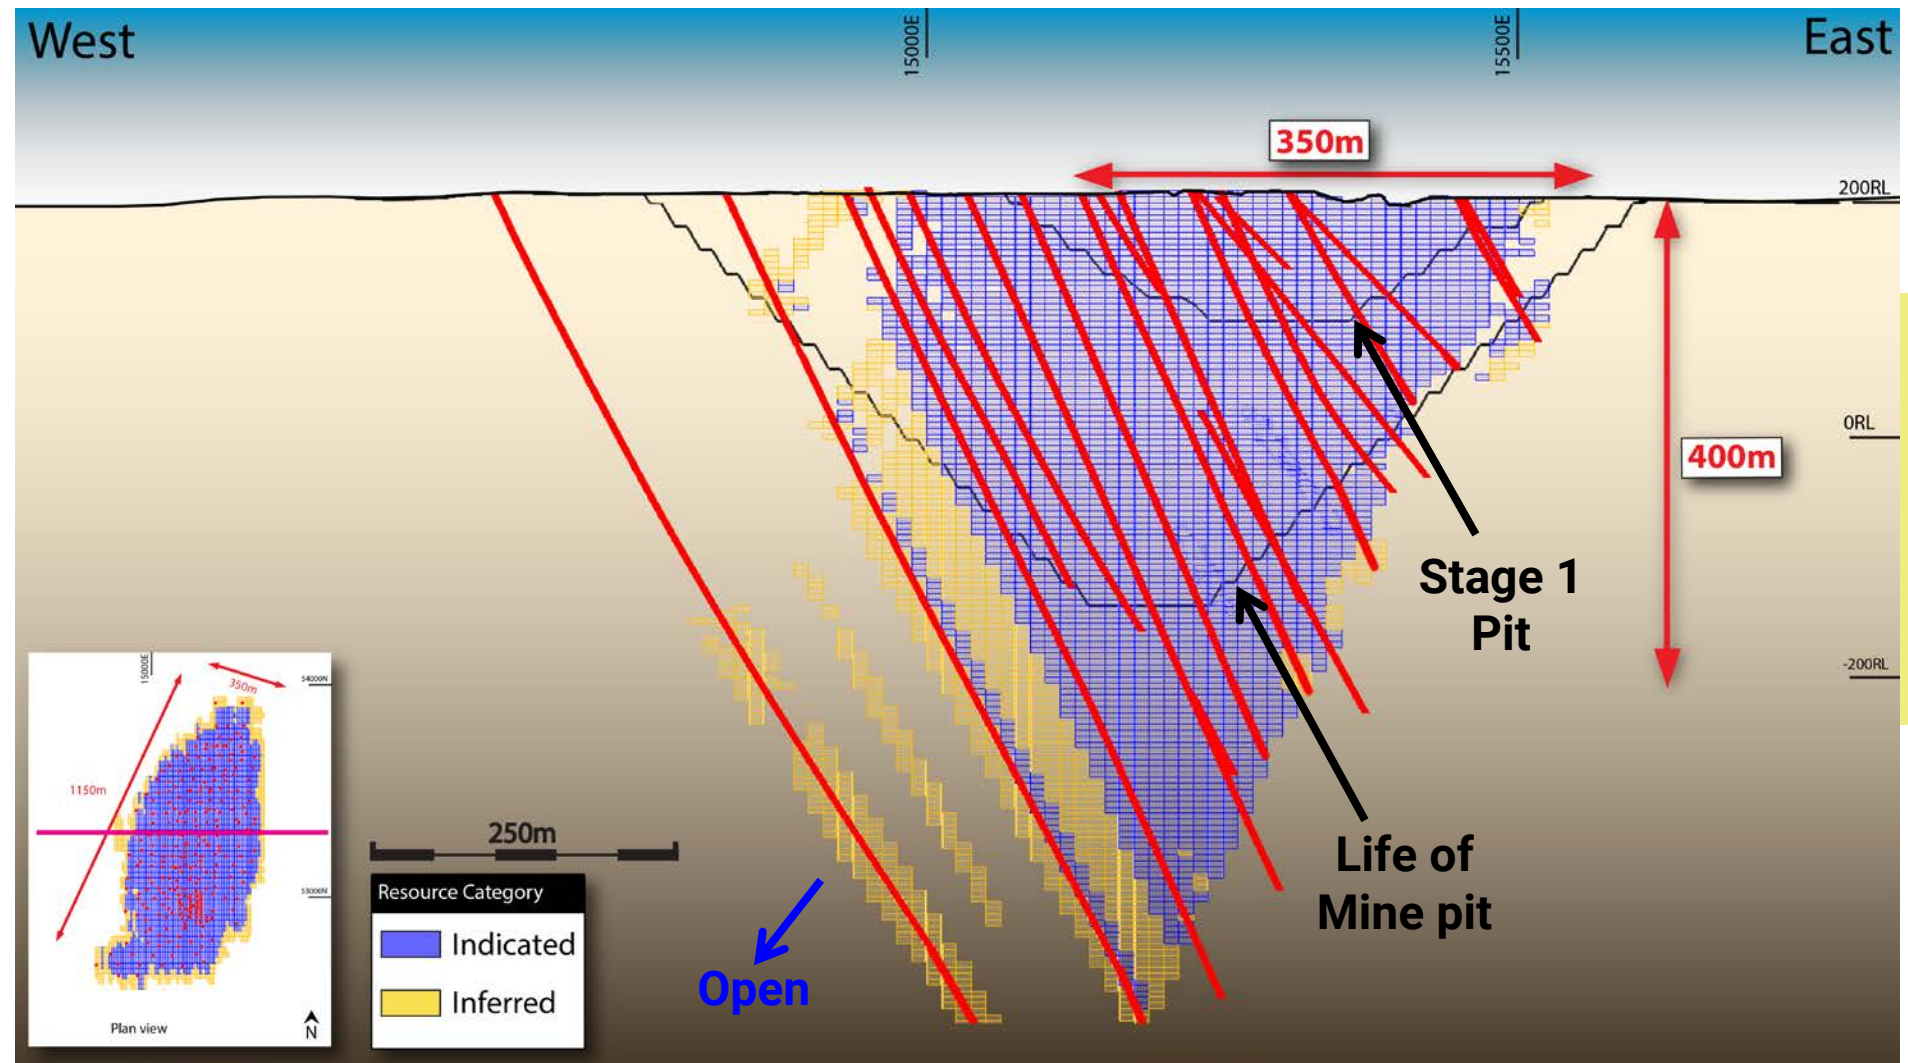 West
15000E
15500E
East
350m
200RL
0RL
400m
Stage 1
Pit
-200RL
15000E
350m
54000N
1150m
53000N
Plan view
N
250m
Resource Category
Indicated
Inferred
Open
Life of
Mine pit